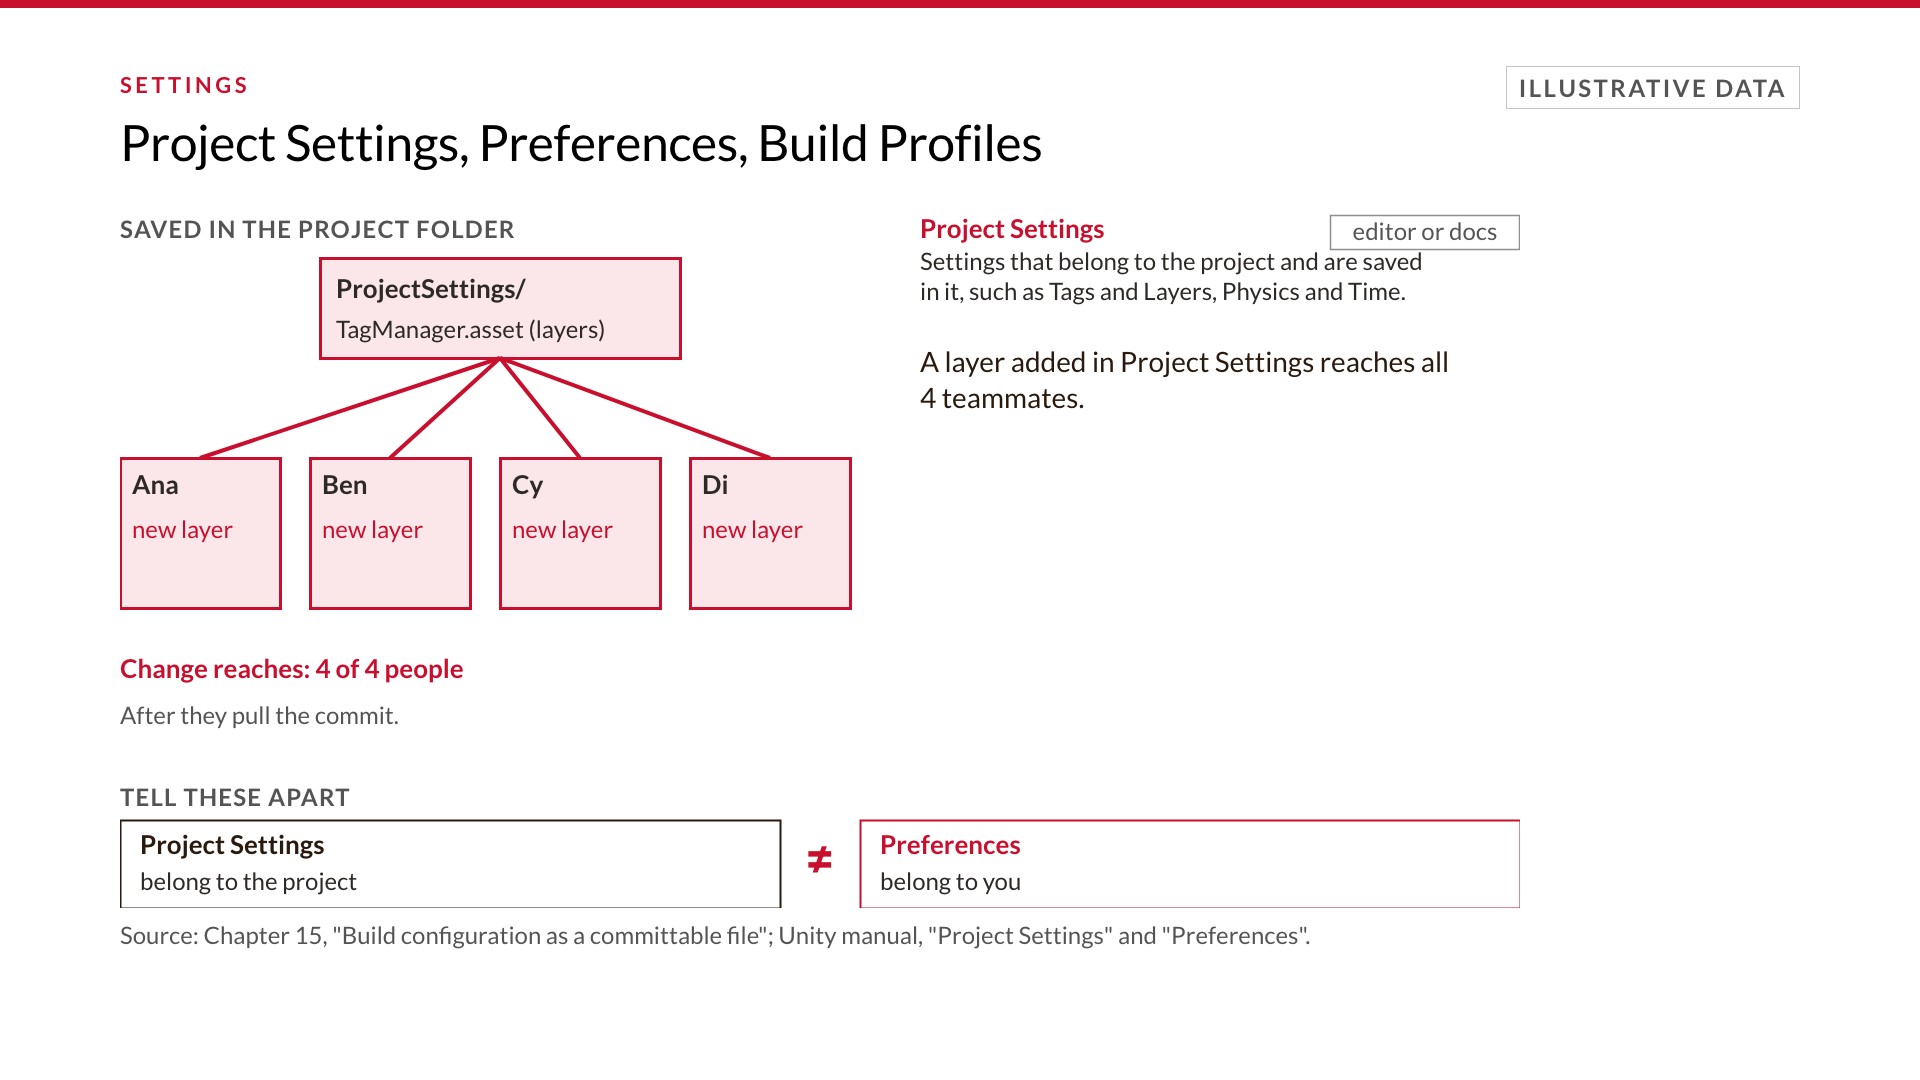 SETTINGS
ILLUSTRATIVE DATA
Project Settings, Preferences, Build Profiles
SAVED IN THE PROJECT FOLDER
ProjectSettings/
TagManager.asset (layers)
Ana
new layer
Ben
new layer
Cy
new layer
Di
new layer
Change reaches: 4 of 4 people
After they pull the commit.
Project Settings
editor or docs
Settings that belong to the project and are saved
in it, such as Tags and Layers, Physics and Time.
A layer added in Project Settings reaches all
4 teammates.
TELL THESE APART
Project Settings
belong to the project
≠
Preferences
belong to you
Source: Chapter 15, "Build configuration as a committable file"; Unity manual, "Project Settings" and "Preferences".